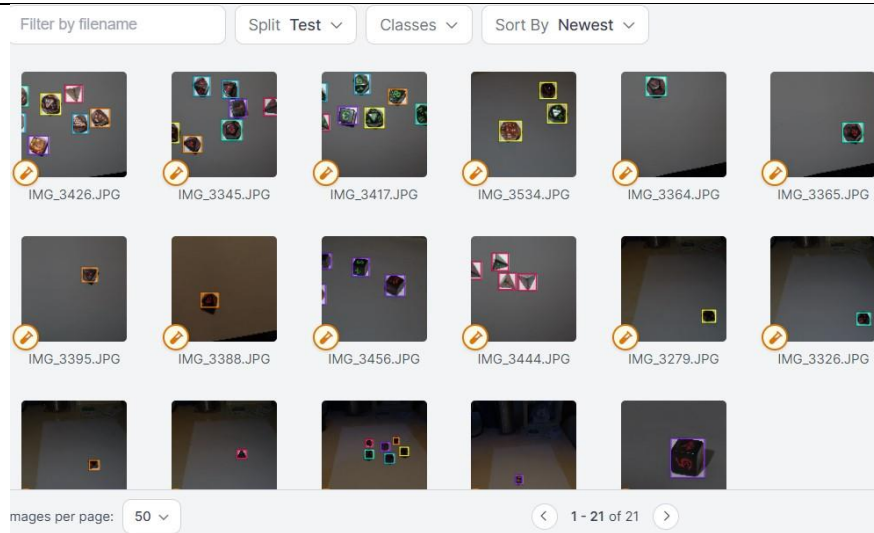 Filter by filename Split Test Classes Sort By Newest
IMG_3426.JPG IMG_3345.JPG IMG_3417.JPG IMG_3534.JPG IMG_3364.JPG IMG_3365.JPG
IMG_3395.JPG IMG_3388.JPG IMG_3456.JPG IMG_3444.JPG IMG_3279.JPG IMG_3326.JPG
mages per page: 50 1 - 21 of 21